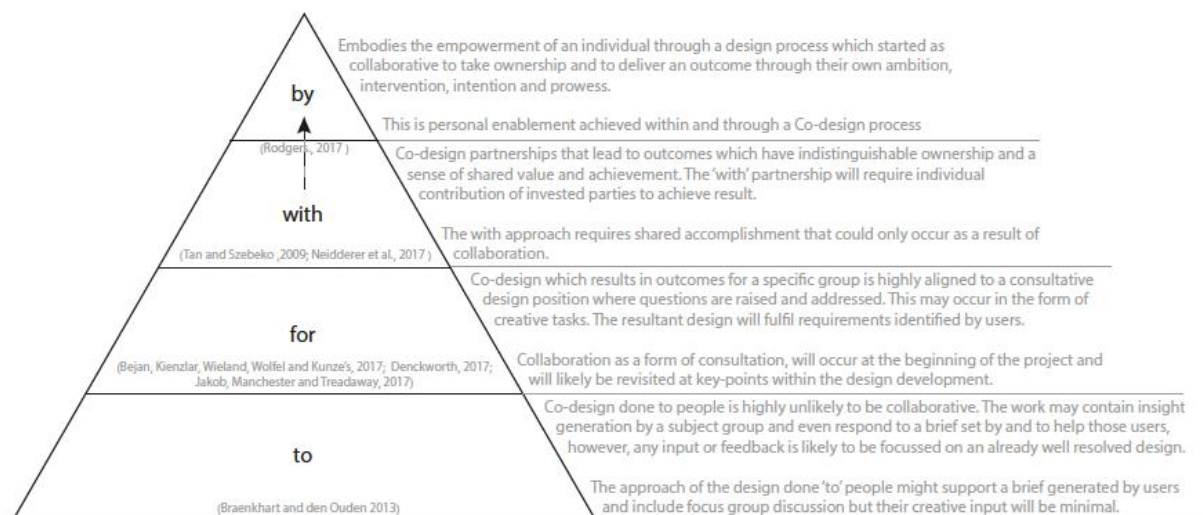 Embodies the empowerment of an individual through a design process which started as
collaborative to take ownership and to deliver an outcome through their own ambition,
intervention, intention and prowess.
by
This is personal enablement achieved within and through a Co-design process
(Rodgers, 2017 )
Co-design partnerships that lead to outcomes which have indistinguishable ownership and a
sense of shared value and achievement. The 'with' partnership will require individual
contribution of invested parties to achieve result.
with
The with approach requires shared accomplishment that could only occur as a result of
collaboration.
(Tan and Szebeko ,2009; Neidderer et al., 2017 )
Co-design which results in outcomes for a specific group is highly aligned to a consultative
design position where questions are raised and addressed. This may occur in the form of
creative tasks. The resultant design will fulfil requirements identified by users.
for
(Bejan, Kienzlar, Wieland, Wolfel and Kunze's, 2017; Denckworth, 2017;
Jakob, Manchester and Treadaway, 2017)
Collaboration as a form of consultation, will occur at the beginning of the project and
will likely be revisited at key-points within the design development.
Co-design done to people is highly unlikely to be collaborative. The work may contain insight
generation by a subject group and even respond to a brief set by and to help those users,
however, any input or feedback is likely to be focussed on an already well resolved design.
to
The approach of the design done 'to' people might support a brief generated by users
and include focus group discussion but their creative input will be minimal.
(Braenkhart and den Ouden 2013)